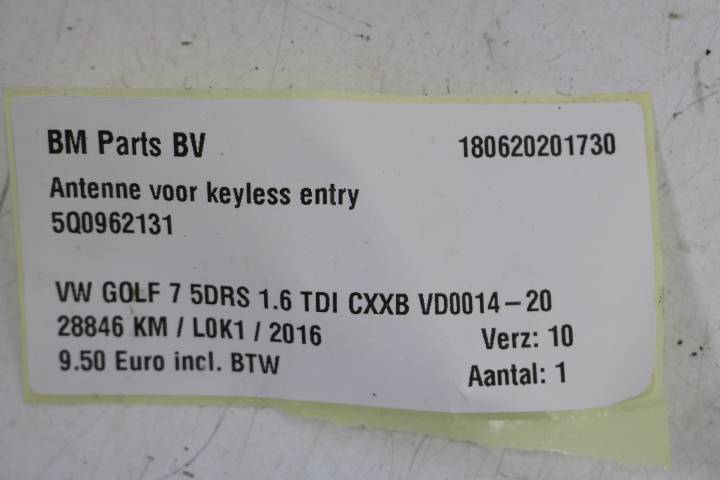 BM Parts BV 180620201730
Antenne voor keyless entry
5Q0962131
VW GOLF 7 5DRS 1.6 TDI CXXB VD0014-20
28846 KM / L0K1 / 2016 Verz: 10
9.50 Euro incl. BTW Aantal: 1